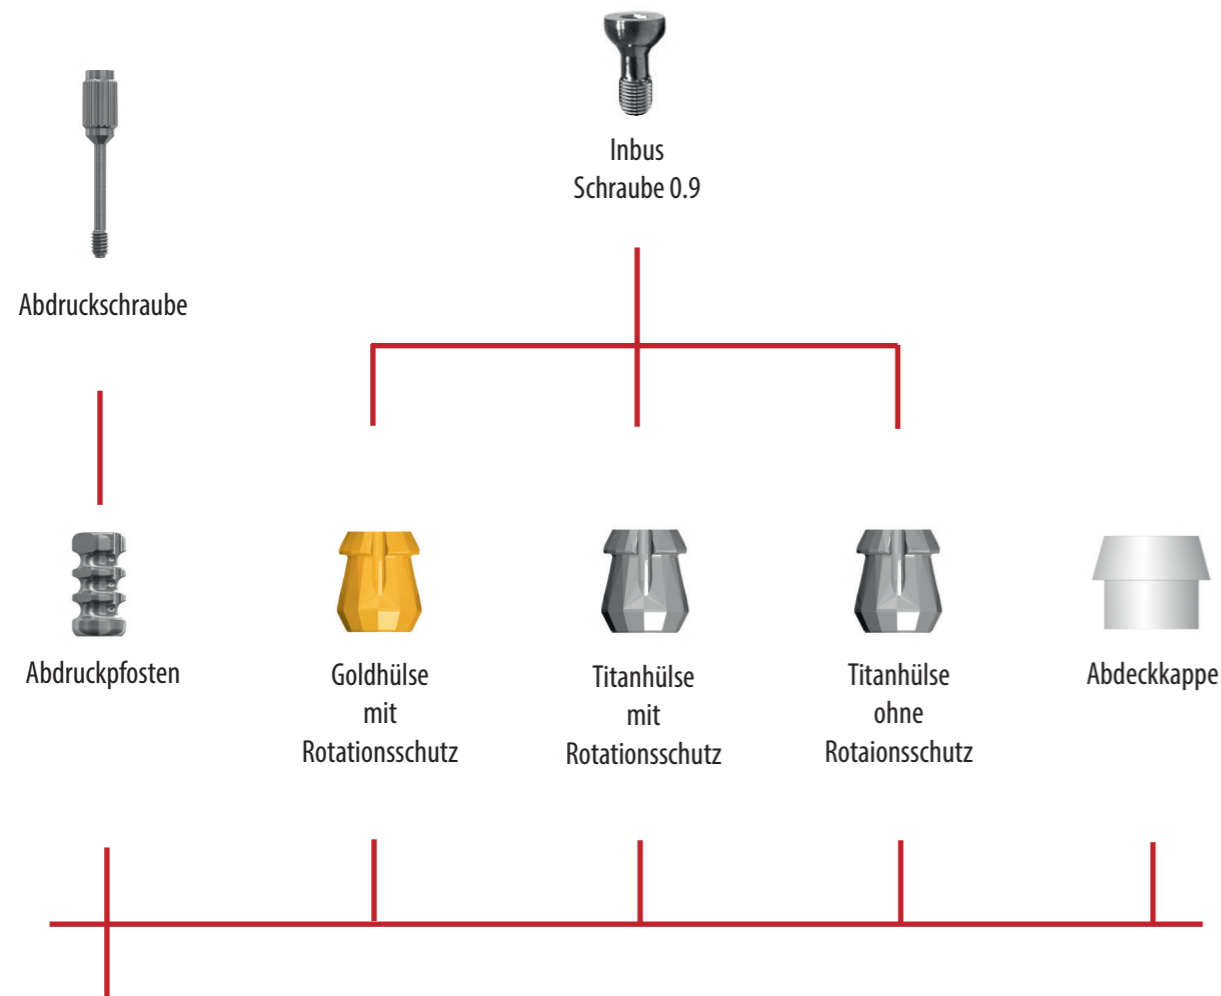 Inbus
Schraube 0.9
Abdruckschraube
Abdruckpfosten
Goldhülse
mit
Rotationsschutz
Titanhülse
mit
Rotationsschutz
Titanhülse
ohne
Rotaionsschutz
Abdeckkappe